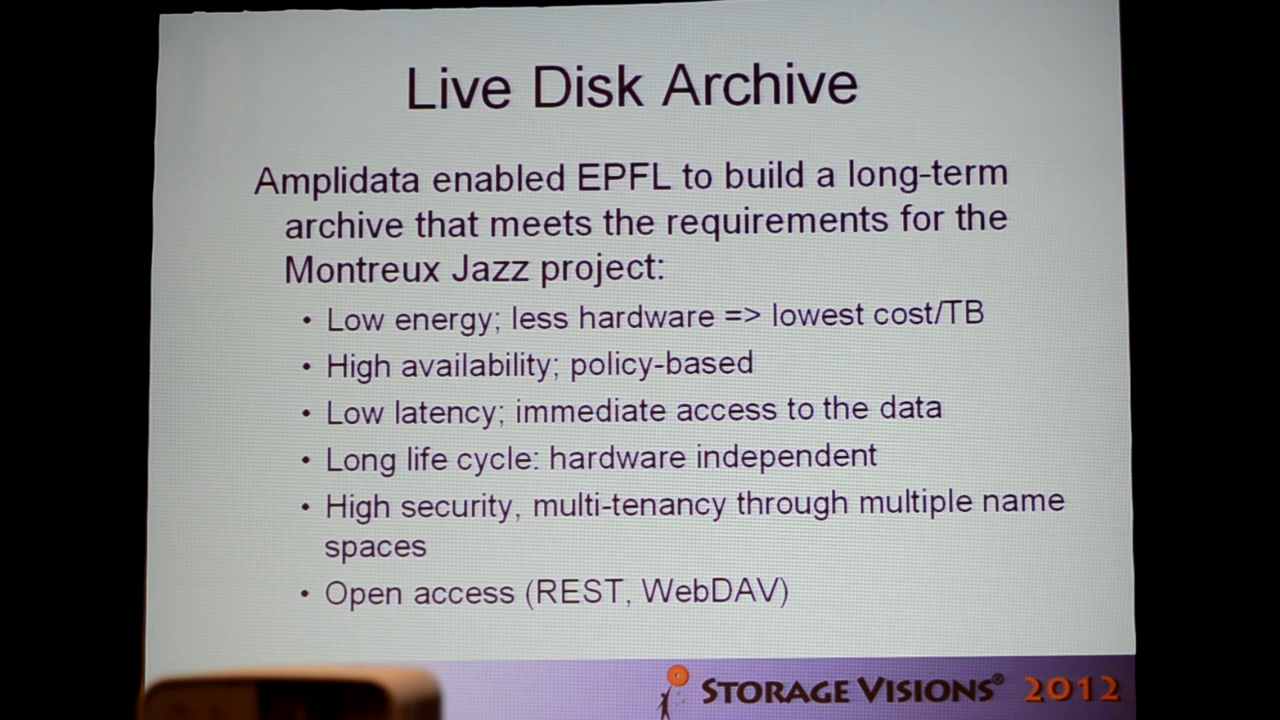 Live Disk Archive
Amplidata enabled EPFL to build a long-term
archive that meets the requirements for the
Montreux Jazz project:
• Low energy; less hardware => lowest cost/TB
• High availability; policy-based
• Low latency; immediate access to the data
• Long life cycle: hardware independent
• High security, multi-tenancy through multiple name
spaces
• Open access (REST, WebDAV)
STORAGE VISIONS® 2012